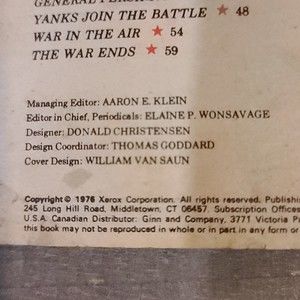 YANKS JOIN THE BATTLE ★ 48
WAR IN THE AIR ★ 54
THE WAR ENDS ★ 59
Managing Editor: AARON E. KLEIN
Editor in Chief, Periodicals: ELAINE P. WONSAVAGE
Designer: DONALD CHRISTENSEN
Design Coordinator: THOMAS GODDARD
Cover Design: WILLIAM VAN SAUN
Copyright © 1976 Xerox Corporation. All rights reserved. Publishe
245 Long Hill Road, Middletown, CT 06457. Subscription Offices
U.S.A. Canadian Distributor: Ginn and Company, 3771 Victoria P
this book may not be reproduced in whole or in part in any form or